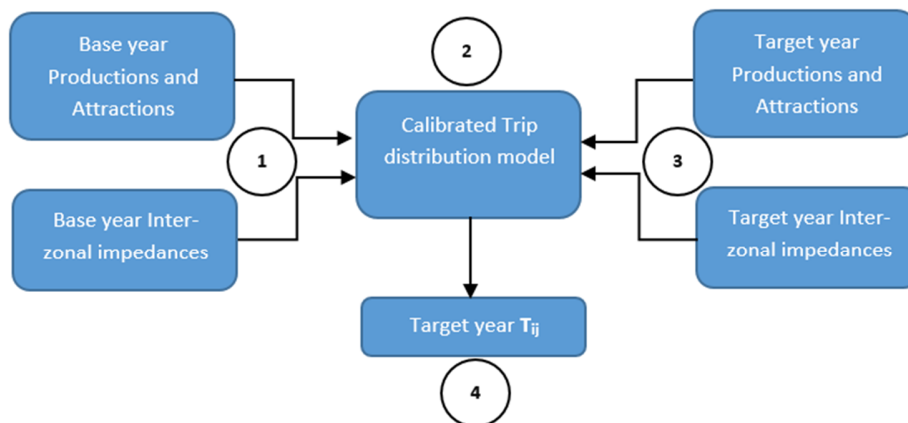 Base year
Productions and
Attractions
2
Target year
Productions and
Attractions
Calibrated Trip
distribution model
1
3
Base year Inter-
zonal impedances
Target year Inter-
zonal impedances
Target year Tij
4